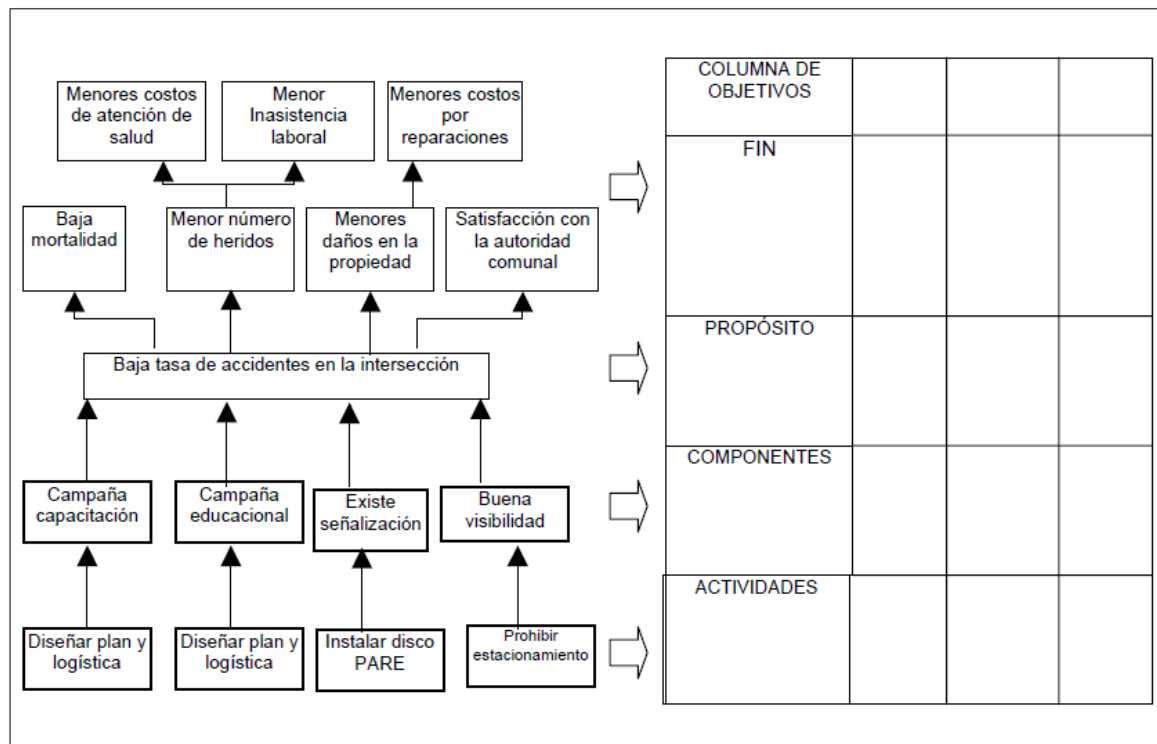 Menores costos
de atención de
salud
Menor
Inasistencia
laboral
Menores costos
por
reparaciones
Baja
mortalidad
Menor número
de heridos
Menores
daños en la
propiedad
Satisfacción con
la autoridad
comunal
Baja tasa de accidentes en la intersección
Campaña
capacitación
Campaña
educacional
Existe
señalización
Buena
visibilidad
Diseñar plan y
logística
Diseñar plan y
logística
Instalar disco
PARE
Prohibir
estacionamiento
COLUMNA DE
OBJETIVOS
FIN
PROPÓSITO
COMPONENTES
ACTIVIDADES